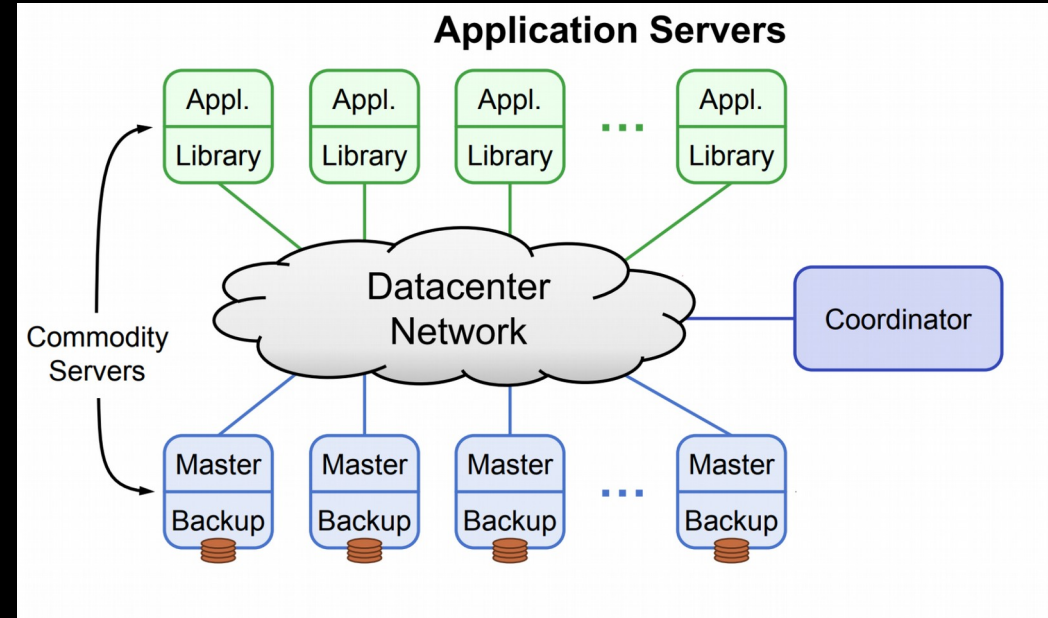 Application Servers
Appl.
Appl.
Appl.
Appl.
Library
Library
Library
Library
Datacenter
Network
Coordinator
Commodity
Servers
Master
Master
Master
Master
Backup
Backup
Backup
Backup